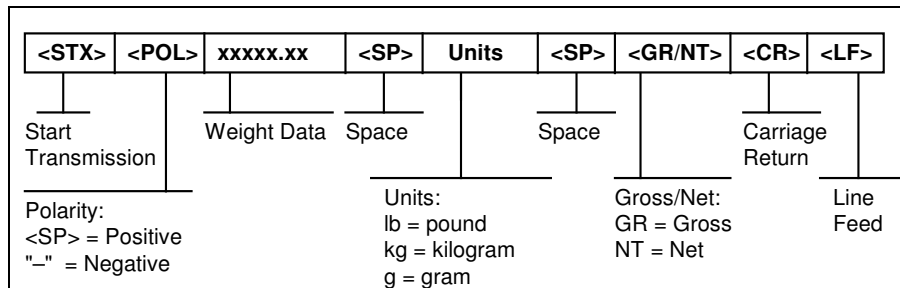 <STX> <POL> xxxxx.xx <SP> Units <SP> <GR/NT> <CR> <LF>
Start
Transmission
Weight Data
Space
Space
Carriage
Return
Polarity:
<SP> = Positive
"–" = Negative
Units:
lb = pound
kg = kilogram
g = gram
Gross/Net:
GR = Gross
NT = Net
Line
Feed